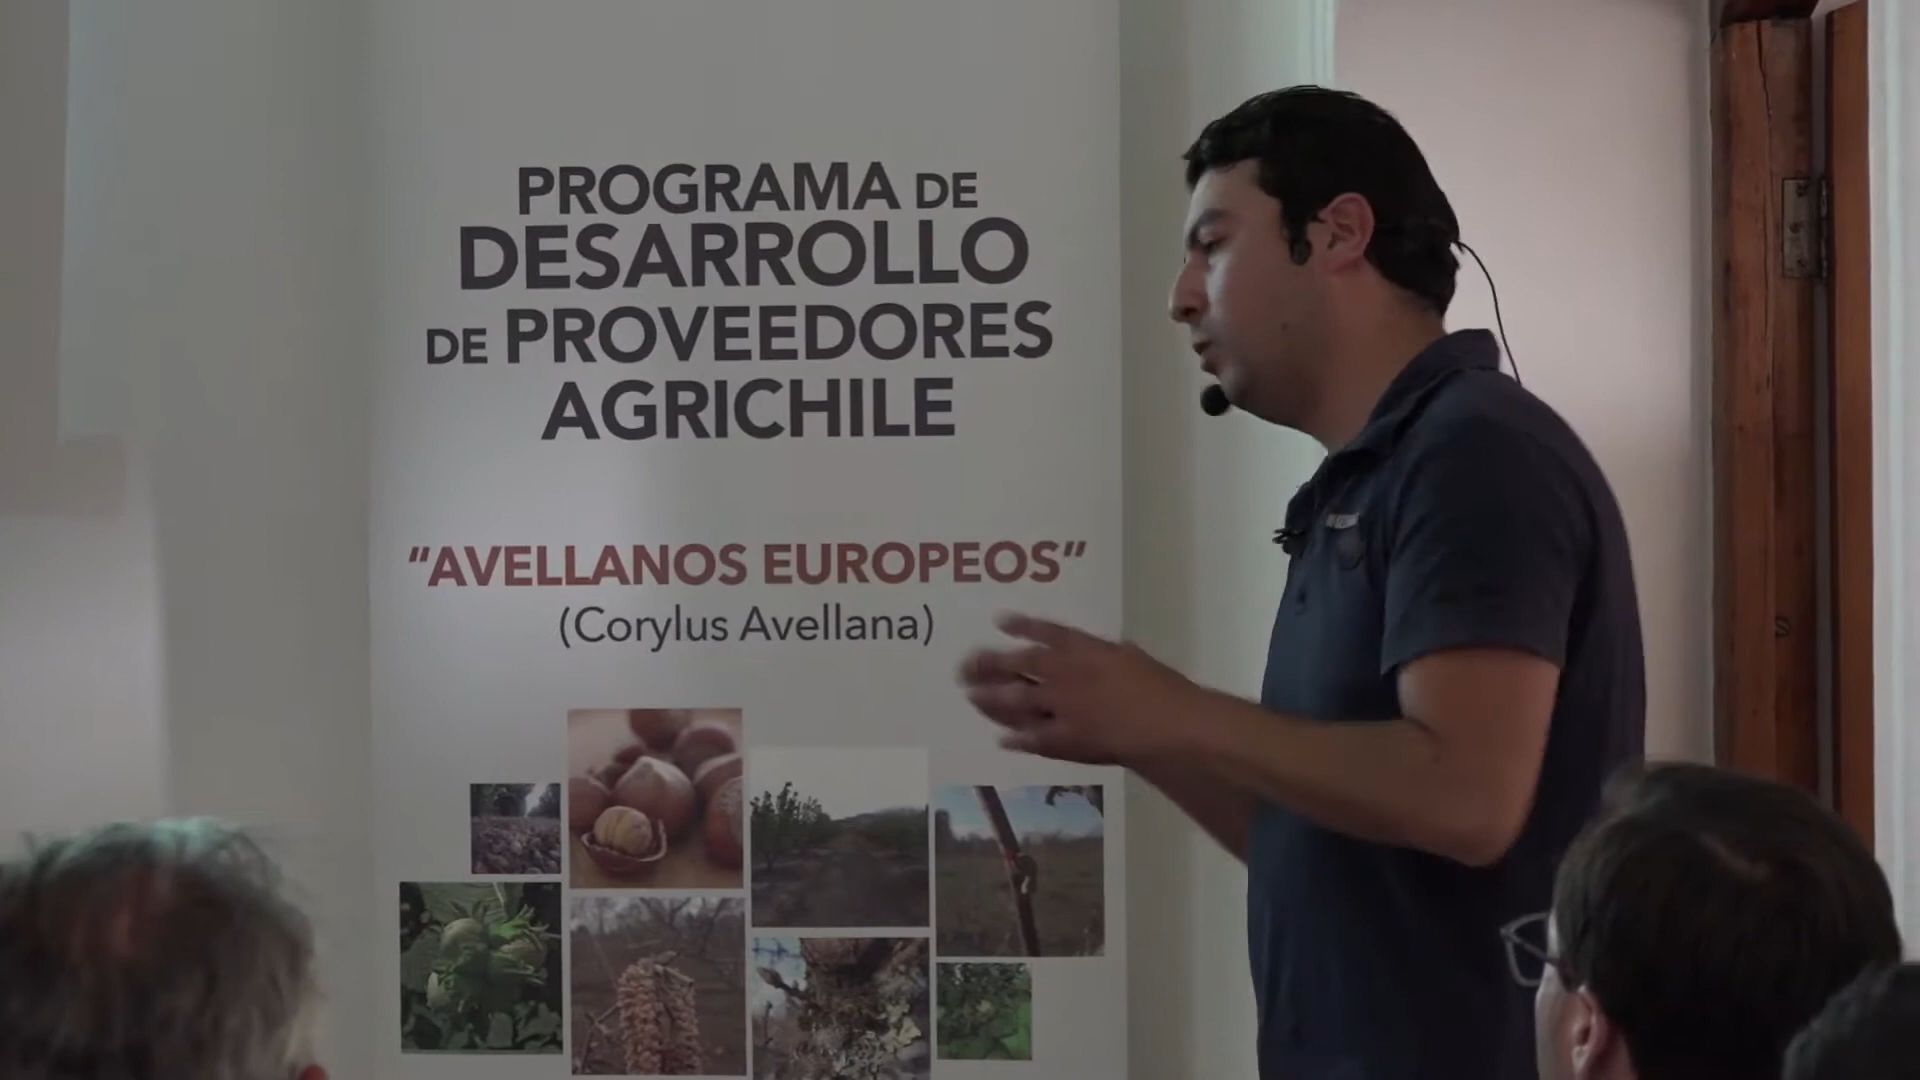 PROGRAMA DE
DESARROLLO
DE PROVEEDORES
AGRICHILE
“AVELLANOS EUROPEOS”
(Corylus Avellana)